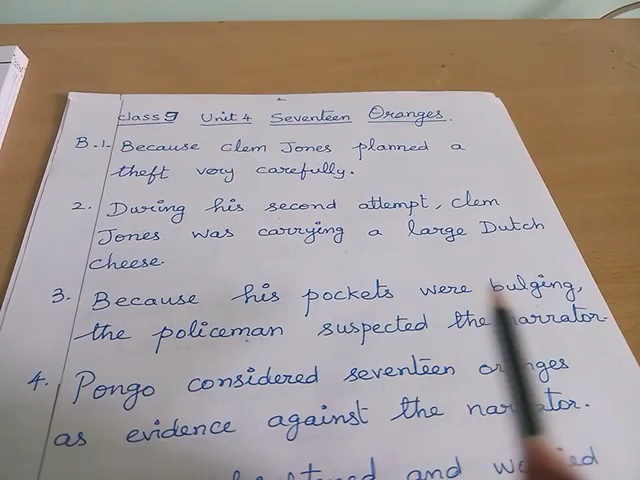 2
Class 9 Unit 4 Seventeen Oranges.
B.1. Because Clem Jones planned a
theft very carefully.
2. During his second attempt, clem
Jones was carrying a large Dutch
cheese.
3. Because his pockets were bulging,
the policeman suspected the narrator.
4. Pongo considered seventeen oranges
as evidence against the narrator.
and